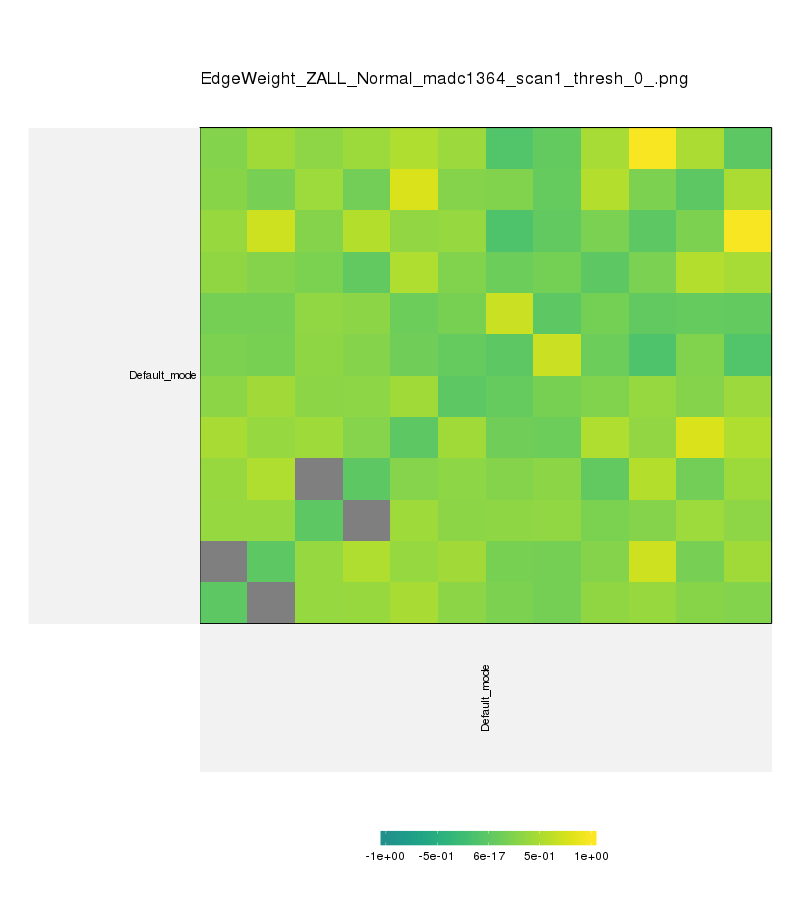 EdgeWeight_ZALL_Normal_madc1364_scan1_thresh_0_.png
Default_mode
Default_mode
-1e+00 -5e-01 6e-17 5e-01 1e+00